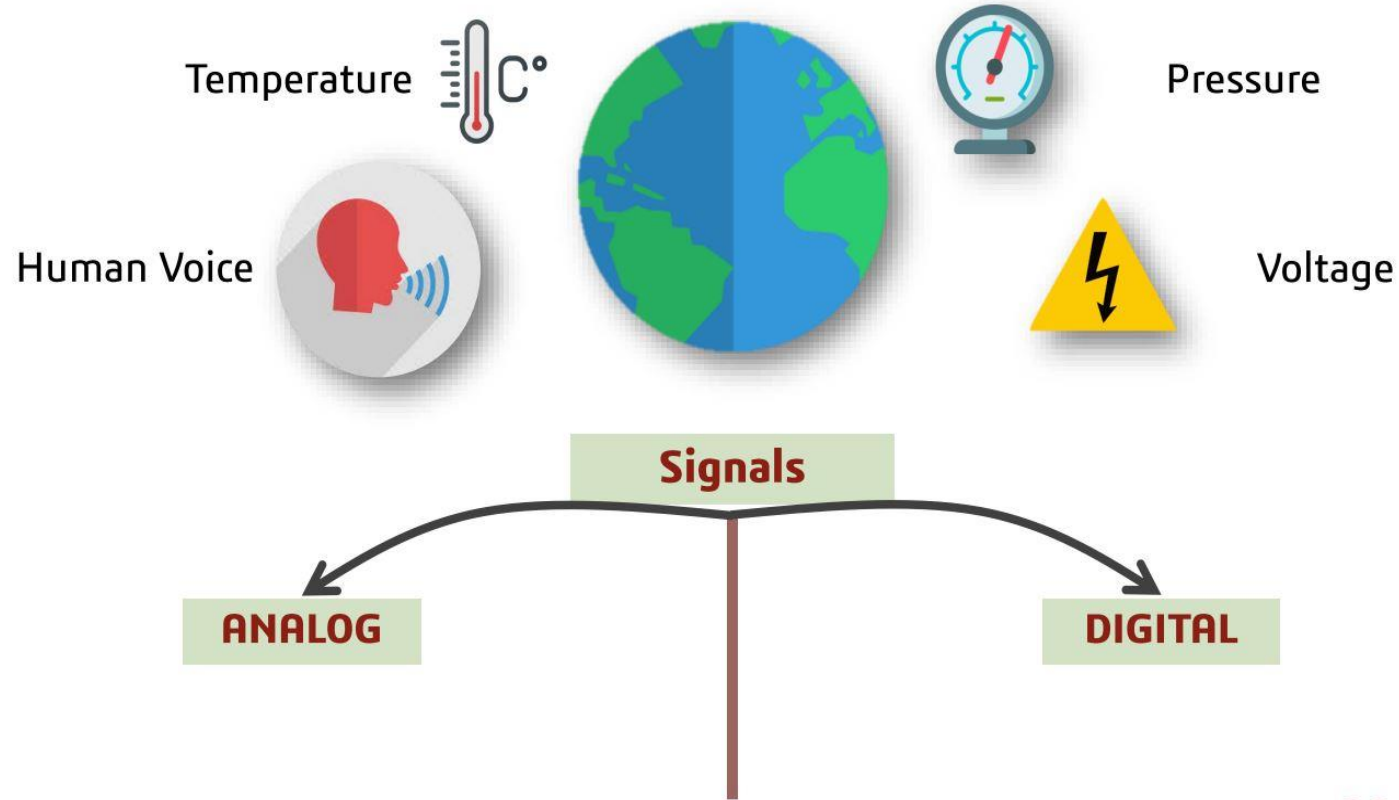 Temperature
C°
Pressure
Human Voice
Voltage
Signals
ANALOG
DIGITAL